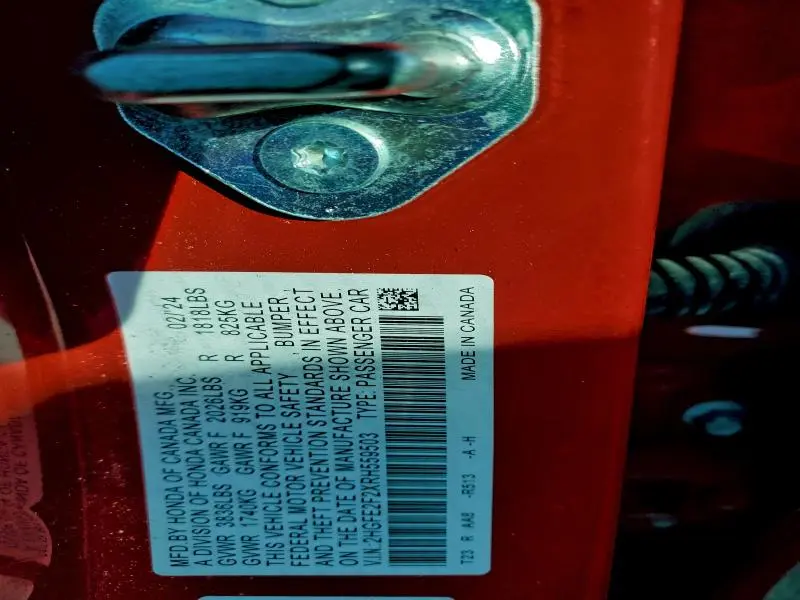 MFD.BY HONDA OF CANADA MFG. 02/'24
A DIVISION OF HONDA CANADA INC.
GVWR 3836LBS GAWR F 2026LBS R 1818LBS
GVWR 1740KG GAWR F 919KG R 825KG
THIS VEHICLE CONFORMS TO ALL APPLICABLE
FEDERAL MOTOR VEHICLE SAFETY , BUMPER ,
AND THEFT PREVENTION STANDARDS IN EFFECT
ON THE DATE OF MANUFACTURE SHOWN ABOVE.
V.I.N: 2HGFE2F2XRH559503 TYPE: PASSENGER CAR
T23 R AA8 -R513 -A -H MADE IN CANADA